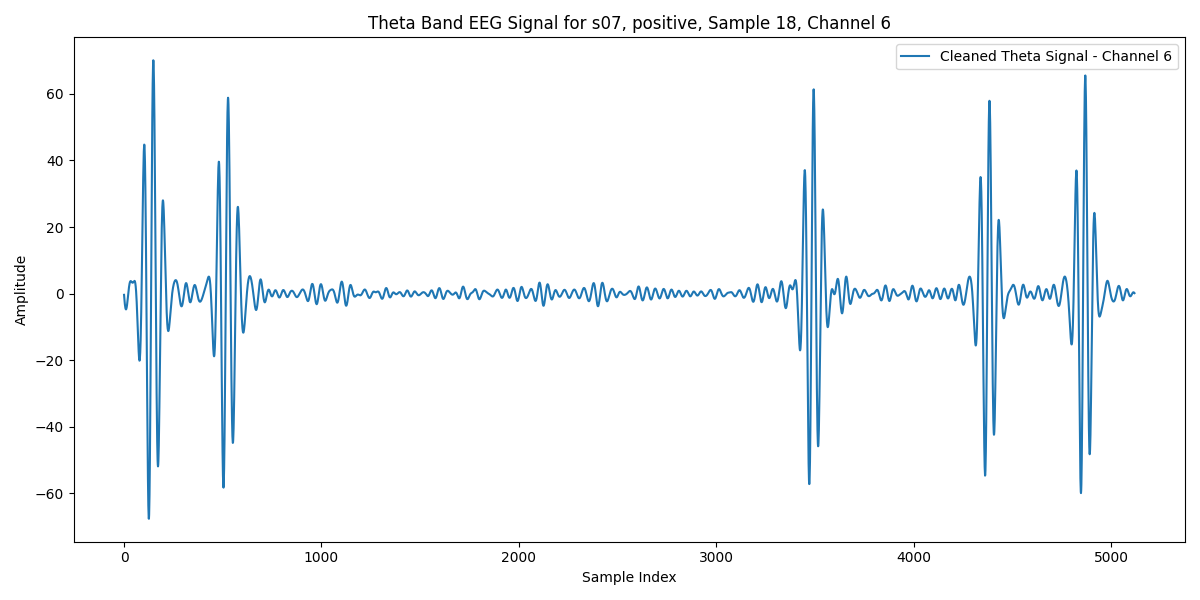 Theta Band EEG Signal for s07, positive, Sample 18, Channel 6
Cleaned Theta Signal - Channel 6
Amplitude
60
40
20
0
−20
−40
−60
0 1000 2000 3000 4000 5000
Sample Index